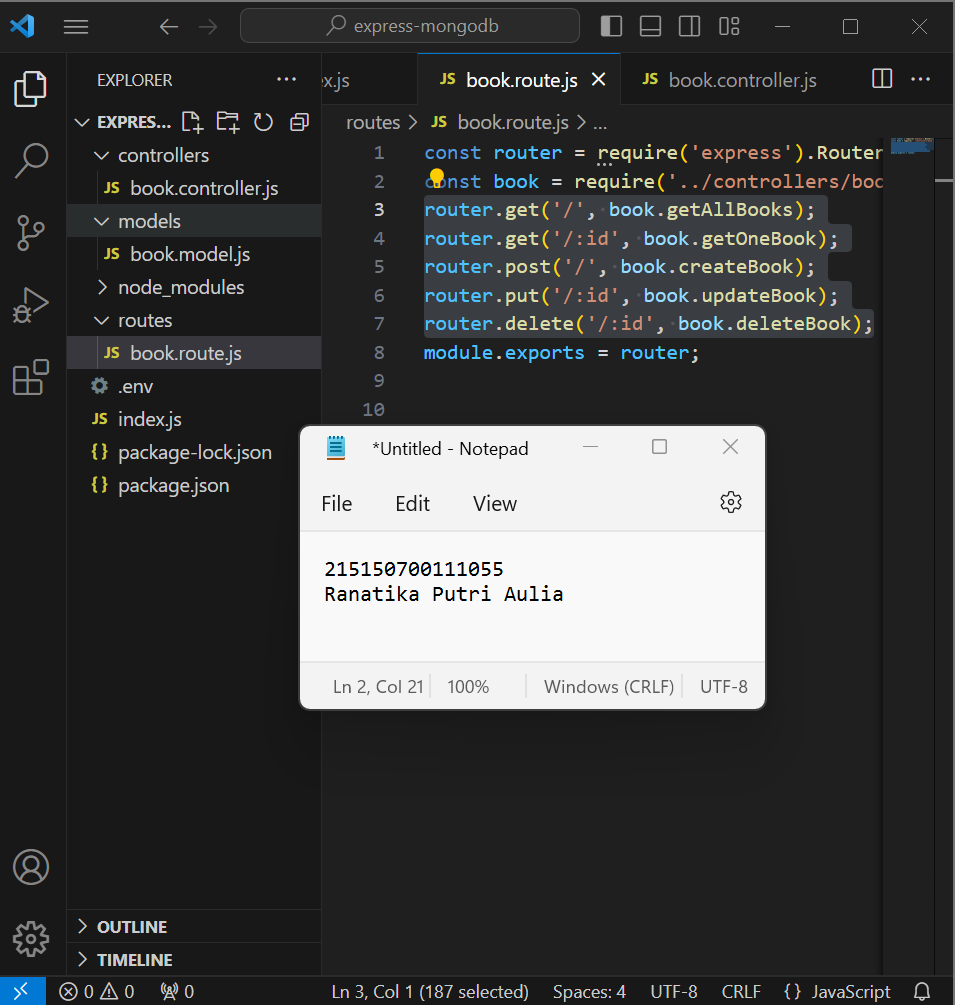 express-mongodb
EXPLORER
x.js
JS book.route.js
JS book.controller.js
EXPRES...
routes > JS book.route.js > ...
controllers
JS book.controller.js
models
JS book.model.js
node_modules
routes
JS book.route.js
.env
JS index.js
{} package-lock.json
{} package.json
1 const router = require('express').Router
2 const book = require('../controllers/boo
3 router.get('/', book.getAllBooks);
4 router.get('/:id', book.getOneBook);
5 router.post('/', book.createBook);
6 router.put('/:id', book.updateBook);
7 router.delete('/:id', book.deleteBook);
8 module.exports = router;
9
10
*Untitled - Notepad
File Edit View
215150700111055
Ranatika Putri Aulia
Ln 2, Col 21 100% Windows (CRLF) UTF-8
OUTLINE
TIMELINE
0 0 0 Ln 3, Col 1 (187 selected) Spaces: 4 UTF-8 CRLF {} JavaScript